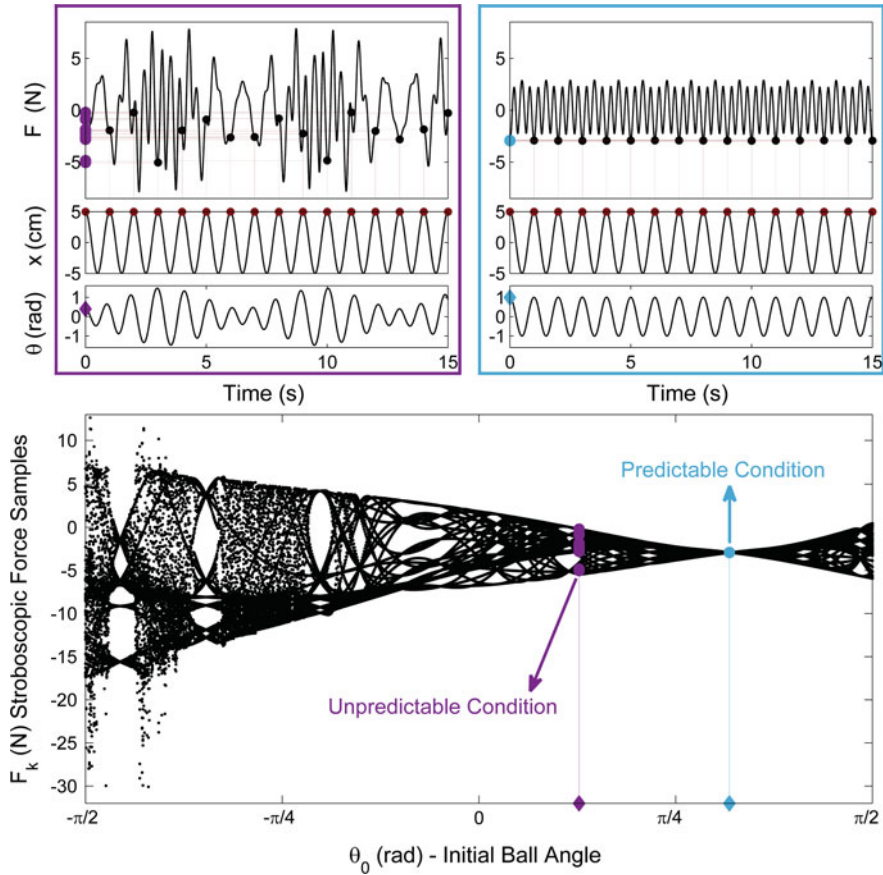 F (N)
5
0
-5
x (cm)
5
0
-5
θ (rad)
1
0
-1
0
5
10
15
Time (s)
5
0
-5
5
0
-5
1
0
-1
0
5
10
15
Time (s)
F_k (N) Stroboscopic Force Samples
10
5
0
-5
-10
-15
-20
-25
-30
Predictable Condition
Unpredictable Condition
-π/2
-π/4
0
π/4
π/2
θ_0 (rad) - Initial Ball Angle